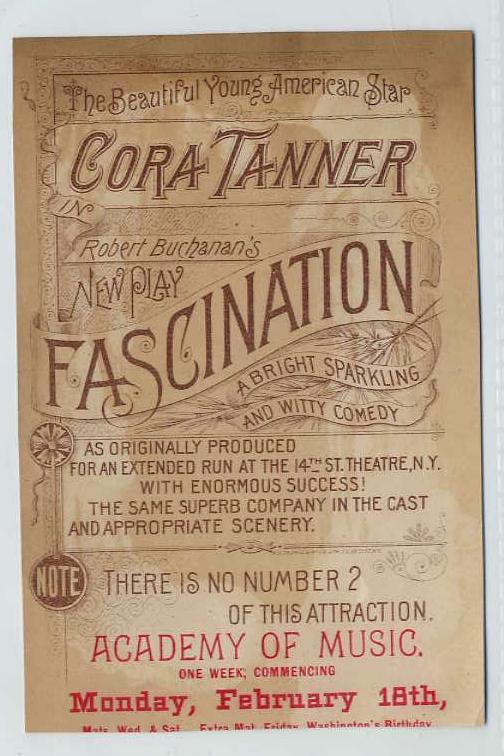 The Beautiful Young American Star
CORA TANNER
IN
Robert Buchanan's
NEW PLAY
FASCINATION
A BRIGHT SPARKLING
AND WITTY COMEDY
AS ORIGINALLY PRODUCED
FOR AN EXTENDED RUN AT THE 14TH ST. THEATRE, N.Y.
WITH ENORMOUS SUCCESS!
THE SAME SUPERB COMPANY IN THE CAST
AND APPROPRIATE SCENERY.
NOTE
THERE IS NO NUMBER 2
OF THIS ATTRACTION.
ACADEMY OF MUSIC.
ONE WEEK, COMMENCING
Monday, February 18th,
Mats. Wed. & Sat. Extra Mat. Friday, Washington's Birthday.